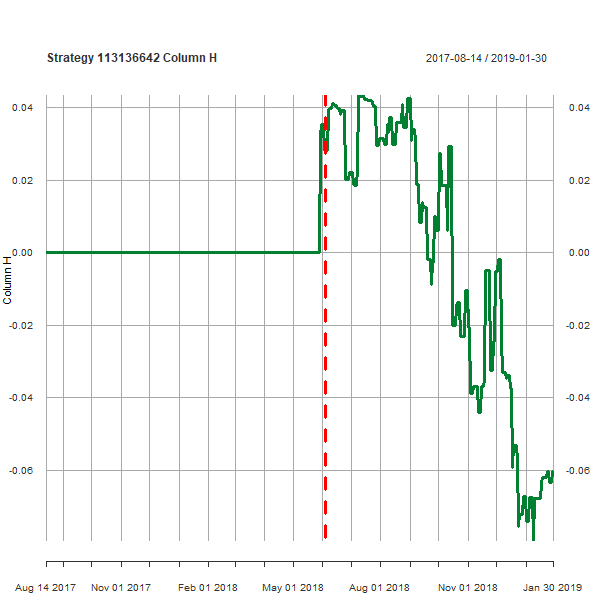 Strategy 113136642 Column H
2017-08-14 / 2019-01-30
0.04
0.04
0.02
0.02
0.00
0.00
-0.02
-0.02
-0.04
-0.04
-0.06
-0.06
Column H
Aug 14 2017
Nov 01 2017
Feb 01 2018
May 01 2018
Aug 01 2018
Nov 01 2018
Jan 30 2019